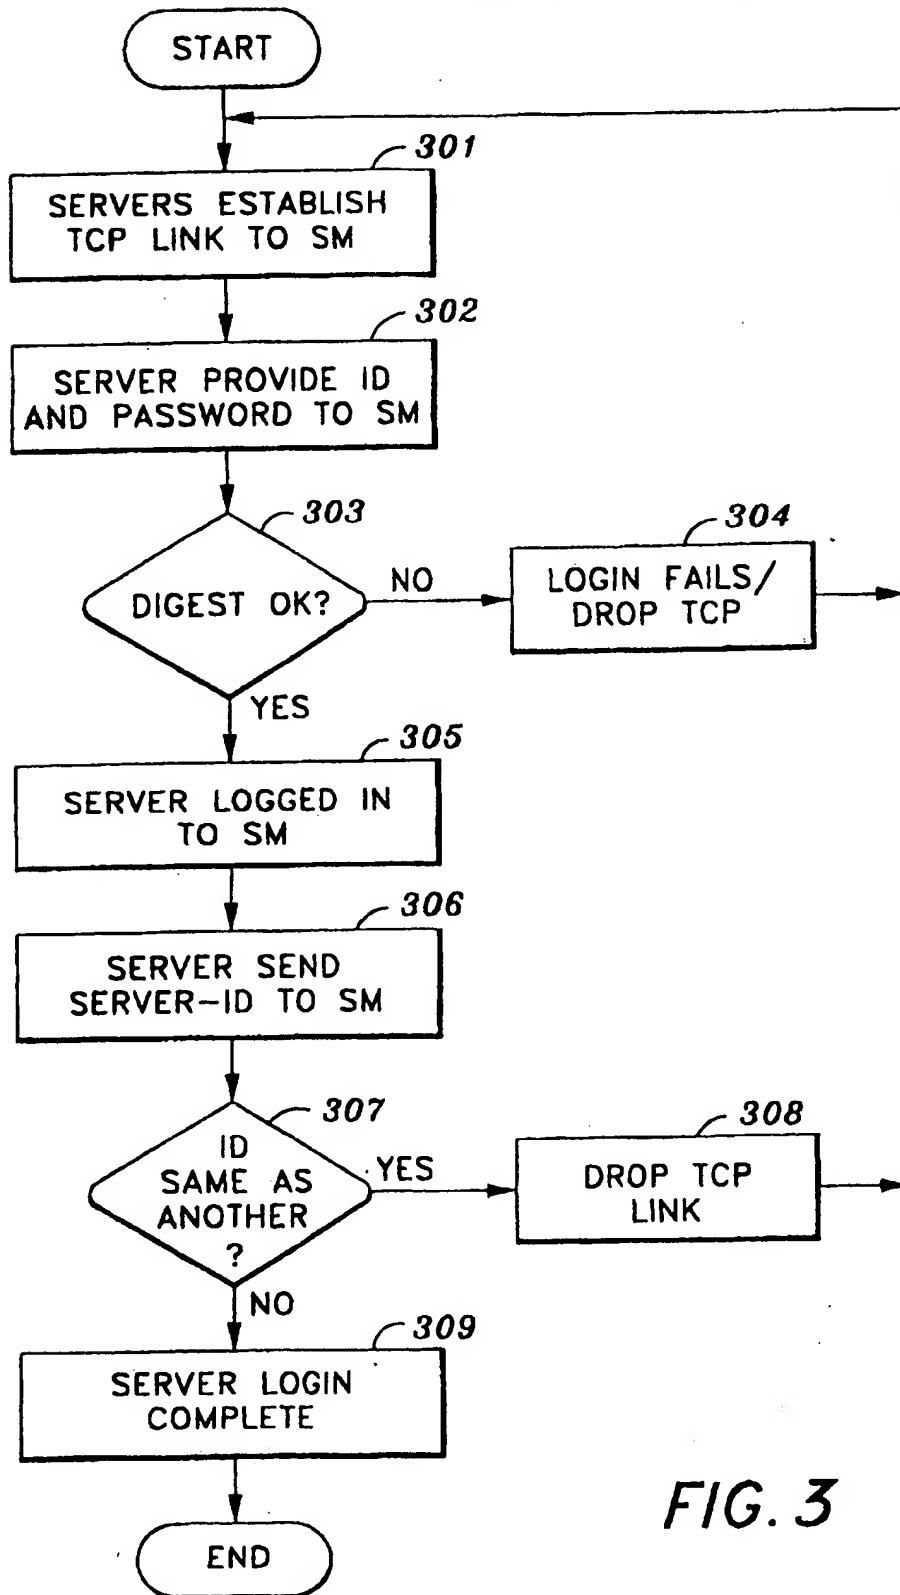 START
301
SERVERS ESTABLISH
TCP LINK TO SM
302
SERVER PROVIDE ID
AND PASSWORD TO SM
303
DIGEST OK?
NO
304
LOGIN FAILS/
DROP TCP
YES
305
SERVER LOGGED IN
TO SM
306
SERVER SEND
SERVER-ID TO SM
307
ID
SAME AS
ANOTHER
?
YES
308
DROP TCP
LINK
NO
309
SERVER LOGIN
COMPLETE
END
FIG. 3